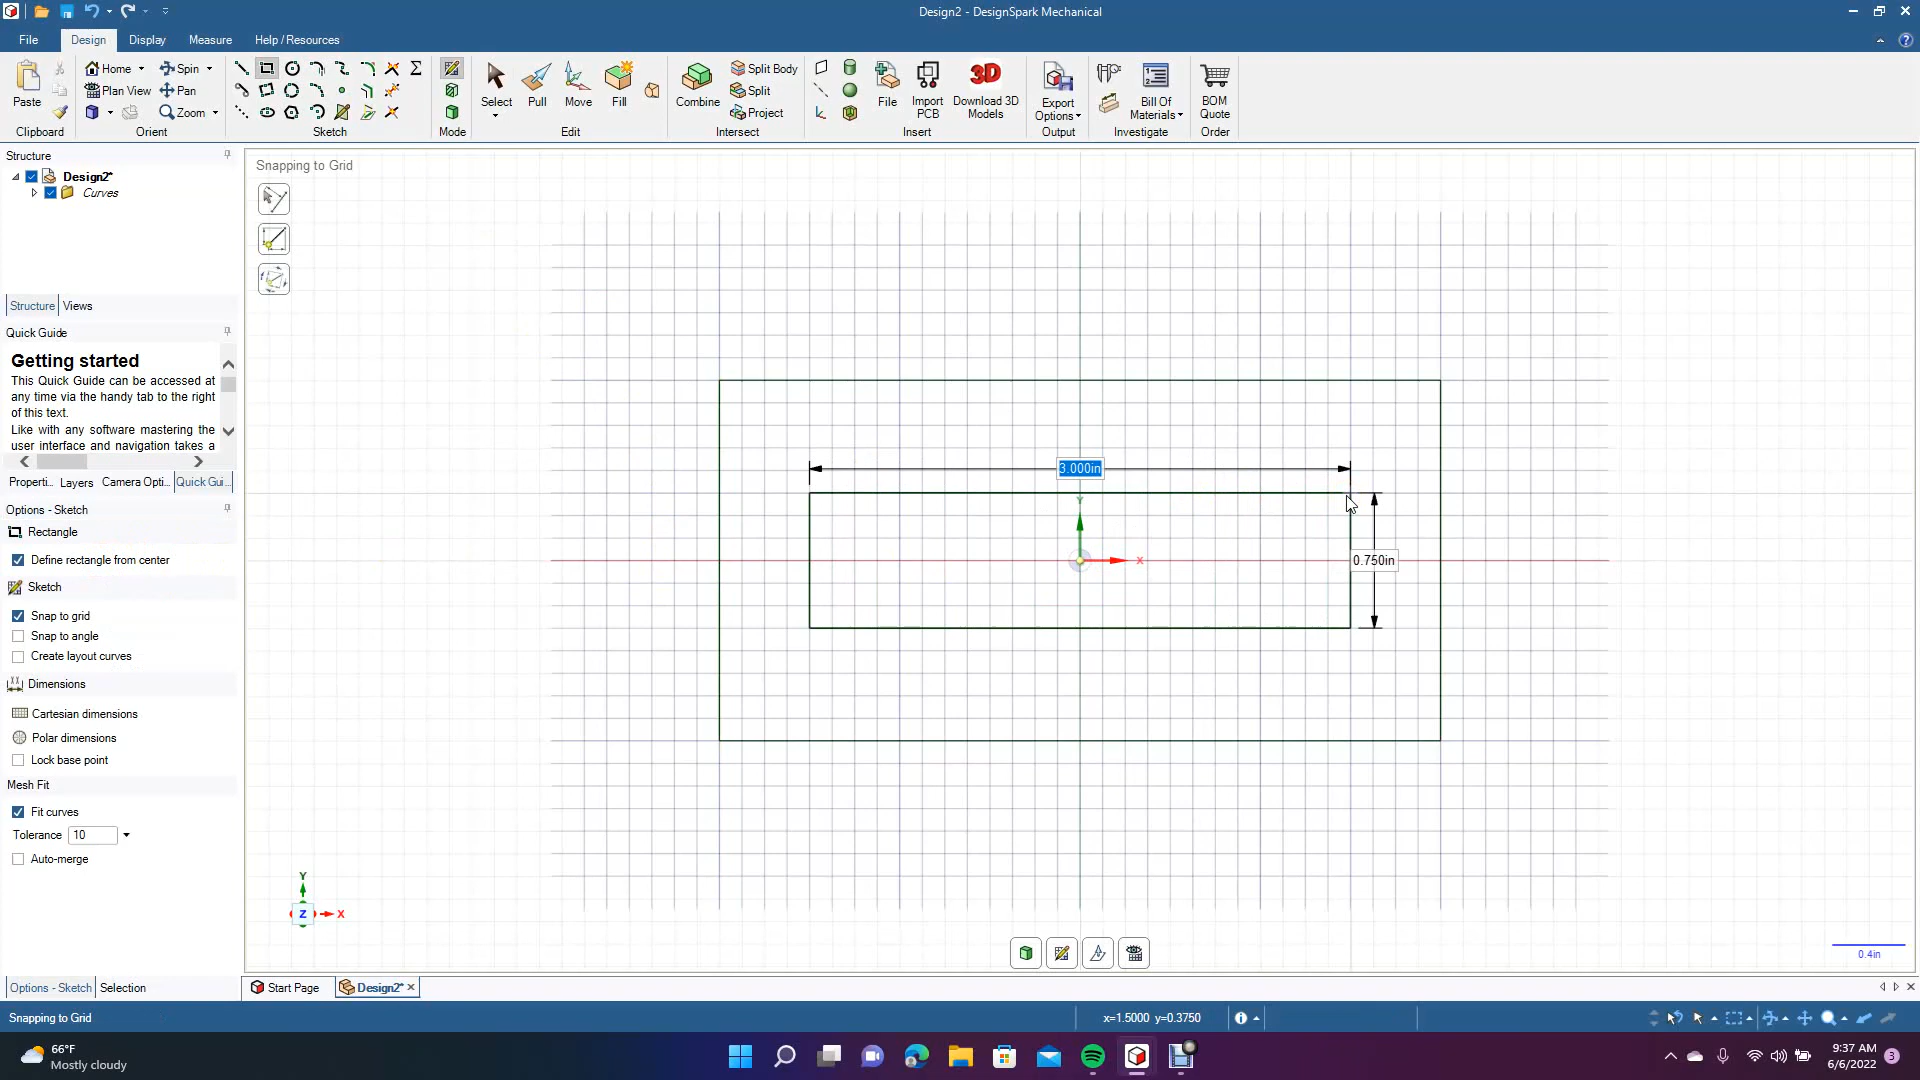 Design2 - DesignSpark Mechanical
File
Design
Display
Measure
Help / Resources
Paste
Clipboard
Home
Spin
Plan View
Pan
Zoom
Orient
Σ
Sketch
Mode
Select
Pull
Move
Fill
Edit
Combine
Split Body
Split
Project
Intersect
File
Import
PCB
3D
Download 3D
Models
Insert
Export
Options
Output
Bill Of
Materials
Investigate
BOM
Quote
Order
Structure
Design2*
Curves
Structure
Views
Quick Guide
Getting started
This Quick Guide can be accessed at
any time via the handy tab to the right
of this text.
Like with any software mastering the
user interface and navigation takes a
Properti..
Layers
Camera Opti..
Quick Gui...
Options - Sketch
Rectangle
Define rectangle from center
Sketch
Snap to grid
Snap to angle
Create layout curves
Dimensions
Cartesian dimensions
Polar dimensions
Lock base point
Mesh Fit
Fit curves
Tolerance 10
Auto-merge
Options - Sketch
Selection
Snapping to Grid
3.000in
0.750in
Y
X
Y
Z
X
0.4in
Start Page
Design2*
Snapping to Grid
x=1.5000 y=0.3750
66°F
Mostly cloudy
9:37 AM
6/6/2022
3